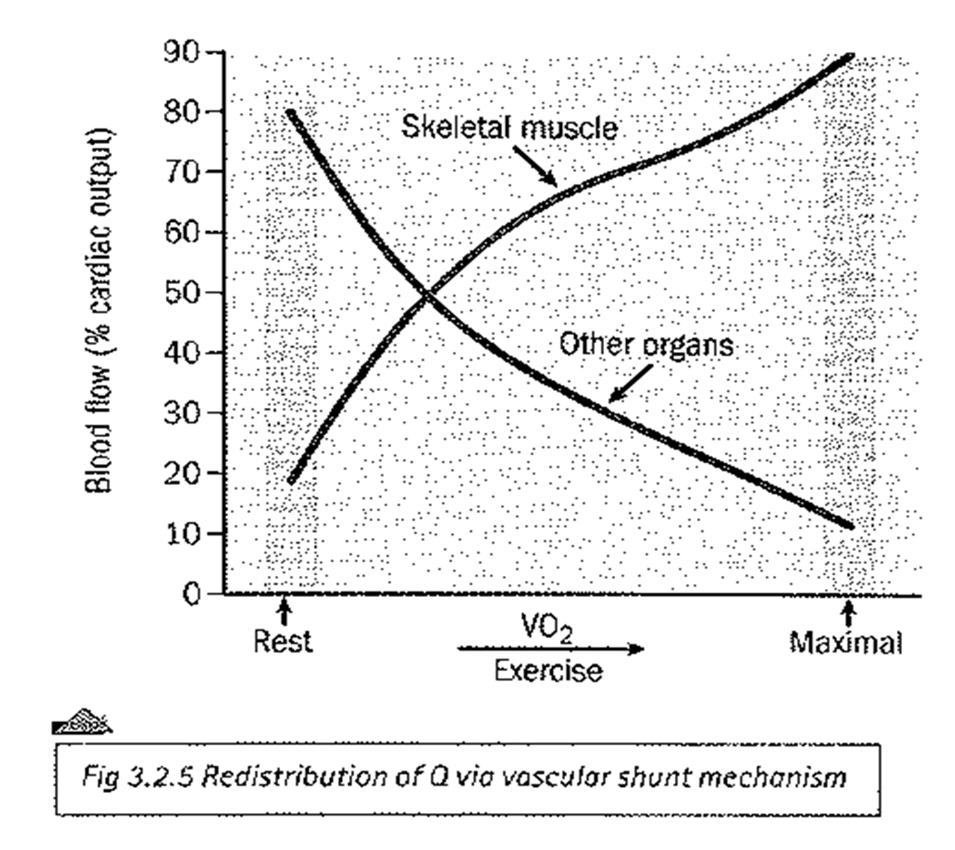 90
80
70
60
50
40
30
20
10
0
Blood flow (% cardiac output)
Skeletal muscle
Other organs
Rest
VO2
Exercise
Maximal
Fig 3.2.5 Redistribution of Q via vascular shunt mechanism